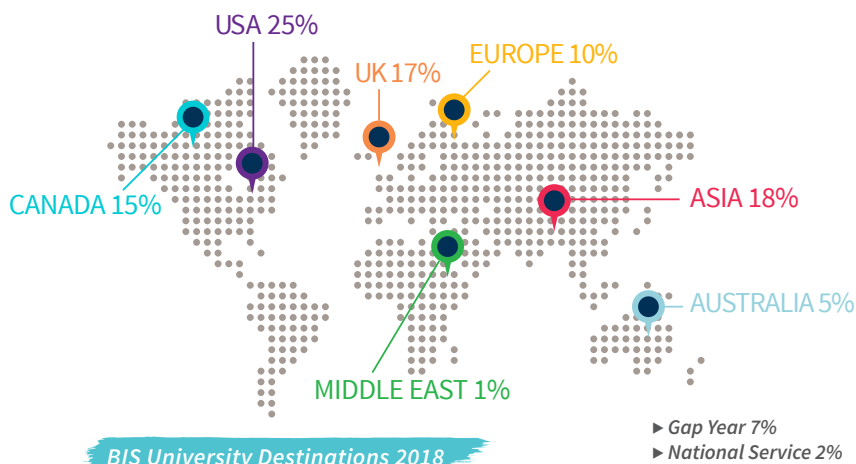 USA 25%
UK 17%
EUROPE 10%
CANADA 15%
ASIA 18%
AUSTRALIA 5%
MIDDLE EAST 1%
▸ Gap Year 7%
▸ National Service 2%
BIS University Destinations 2018